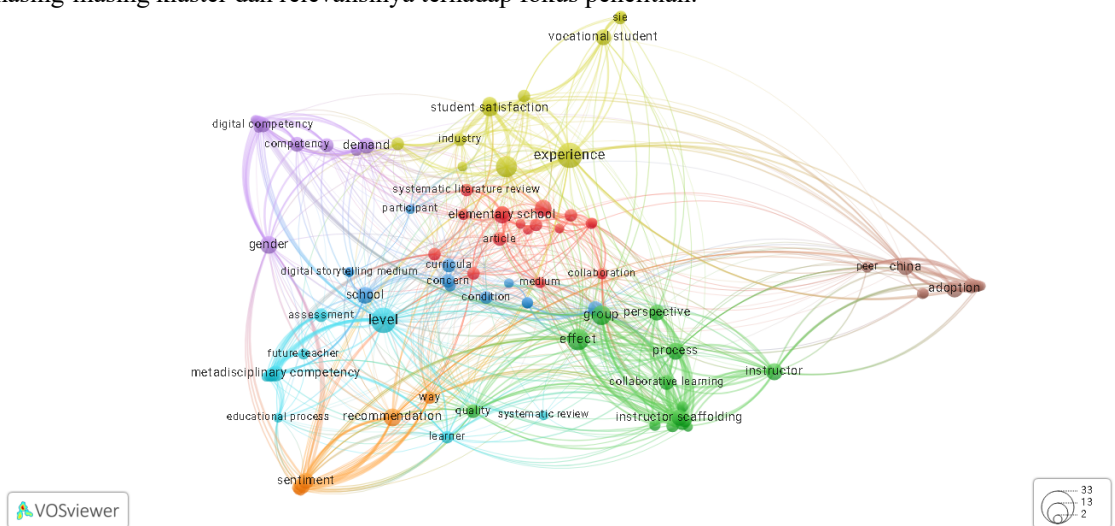 masing-masing kluster dan relevansinya terhadap fokus penelitian.
sie
vocational student
student satisfaction
digital competency
industry
competency
demand
experience
systematic literature review
participant
elementary school
article
gender
curricula
peer
china
digital storytelling medium
concern
medium
collaboration
adoption
school
condition
assessment
level
group
perspective
effect
process
future teacher
metadisciplinary competency
instructor
collaborative learning
way
educational process
recommendation
quality
systematic review
instructor scaffolding
learner
sentiment
VOSviewer
33
13
2